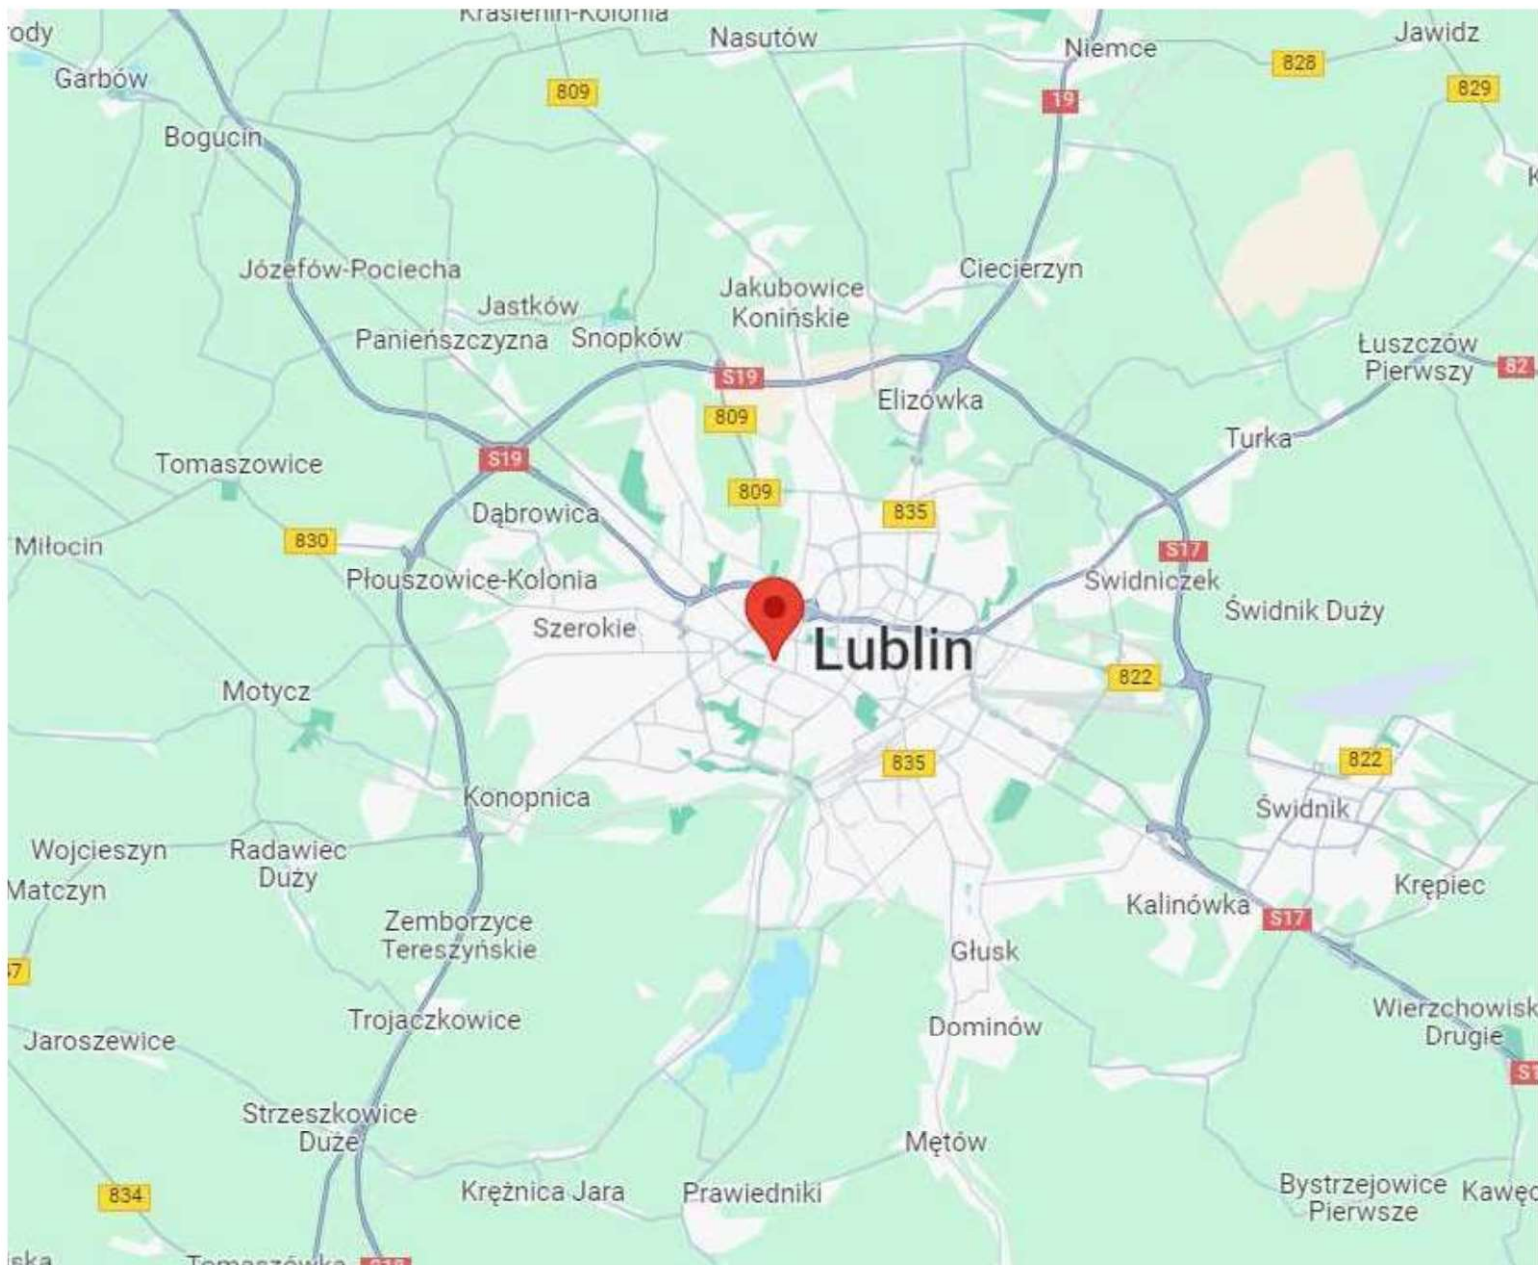 Krasienin-Kolonia
Nasutów
Niemce
Jawidz
Garbów
809
828
829
19
Bogucin
Józefów-Pociecha
Ciecierzyn
Jakubowice
Konińskie
Jastków
Panieńszczyzna
Snopków
Łuszczów
Pierwszy
82
S19
809
Elizówka
Turka
S19
Tomaszowice
809
Dąbrowica
835
830
Miłocin
S17
Płouszowice-Kolonia
Świdniczek
Świdnik Duży
Szerokie
Lublin
822
Motycz
835
822
Konopnica
Świdnik
Wojcieszyn
Radawiec
Duży
Matczyn
Krępiec
Kalinówka
S17
Zemborzyce
Tereszyńskie
Głusk
Trojaczkowice
Dominów
Jaroszewice
Drugie
Strzeszkowice
Duże
Mętów
834
Krężnica Jara
Prawiedniki
Bystrzejowice
Pierwsze